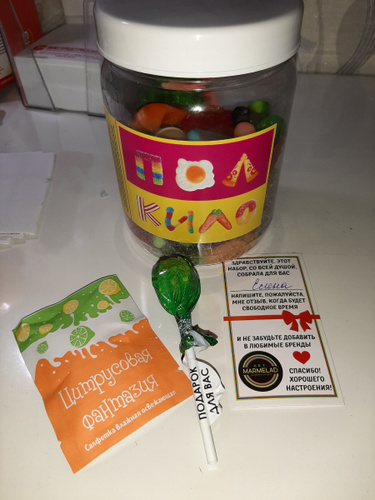 ПОЛ
КИЛО
ЗДРАВСТВУЙТЕ, ЭТОТ
НАБОР, СО ВСЕЙ ДУШОЙ,
СОБРАЛА ДЛЯ ВАС
Елена
НАПИШИТЕ, ПОЖАЛУЙСТА,
МНЕ ОТЗЫВ, КОГДА БУДЕТ
СВОБОДНОЕ ВРЕМЯ
И НЕ ЗАБУДЬТЕ ДОБАВИТЬ
В ЛЮБИМЫЕ БРЕНДЫ
MARMELAD
СПАСИБО!
ХОРОШЕГО
НАСТРОЕНИЯ!
Цитрусовая
фантазия
Салфетка влажная освежающая
ПОДАРОК
ДЛЯ ВАС